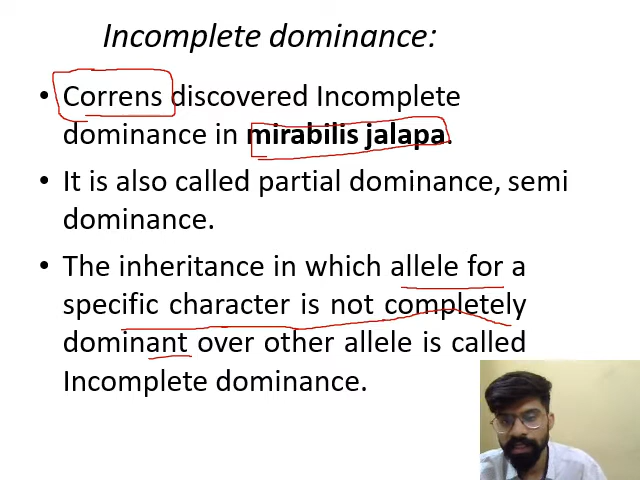 Incomplete dominance:
• Correns discovered Incomplete
dominance in mirabilis jalapa.
• It is also called partial dominance, semi
dominance.
• The inheritance in which allele for a
specific character is not completely
dominant over other allele is called
Incomplete dominance.